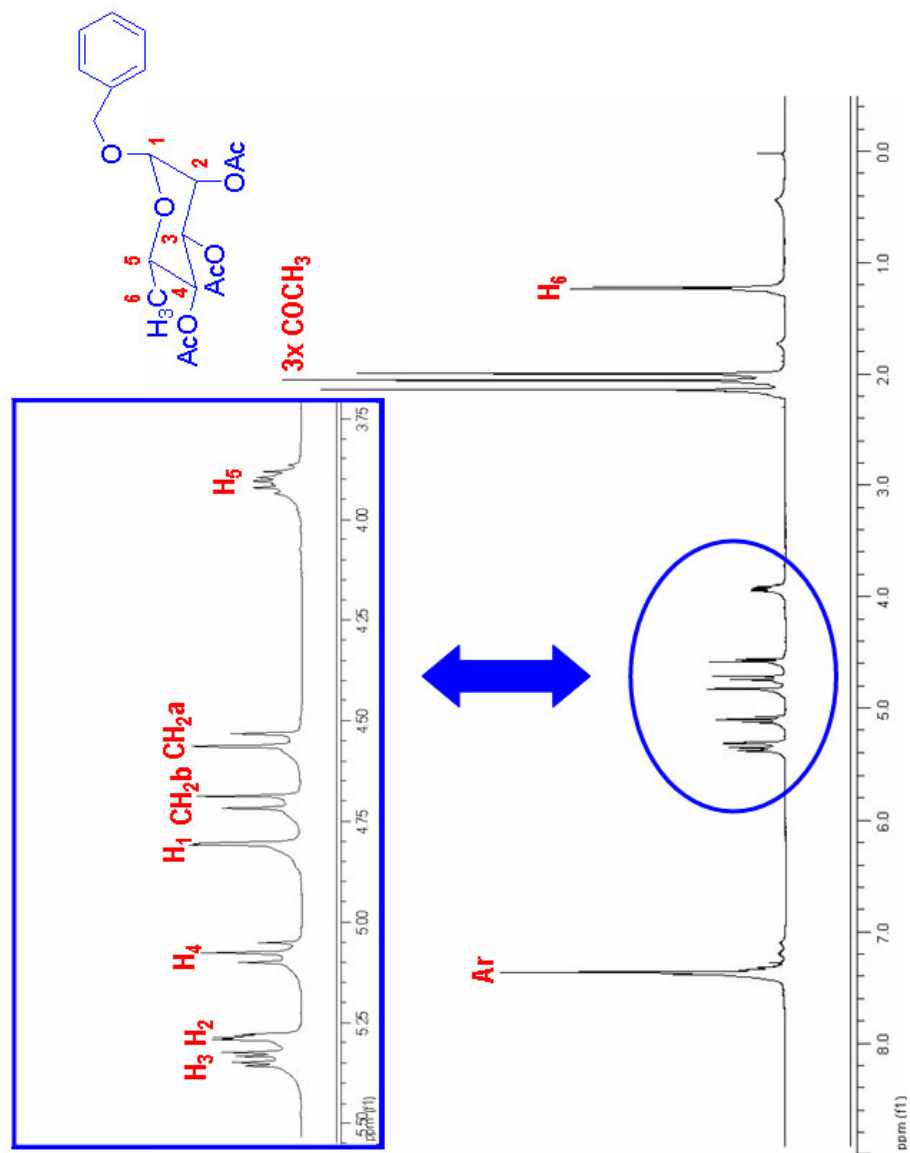 O
1
6
5
H₃C
O
2
AcO
4
3
AcO
OAc
H₃ H₂ H₄ H₁ CH₂b CH₂a H₅
5.50 5.25 5.00 4.75 4.50 4.25 4.00 3.75
ppm (f1)
3x COCH₃
Ar
H₆
8.0 7.0 6.0 5.0 4.0 3.0 2.0 1.0 0.0
ppm (f1)